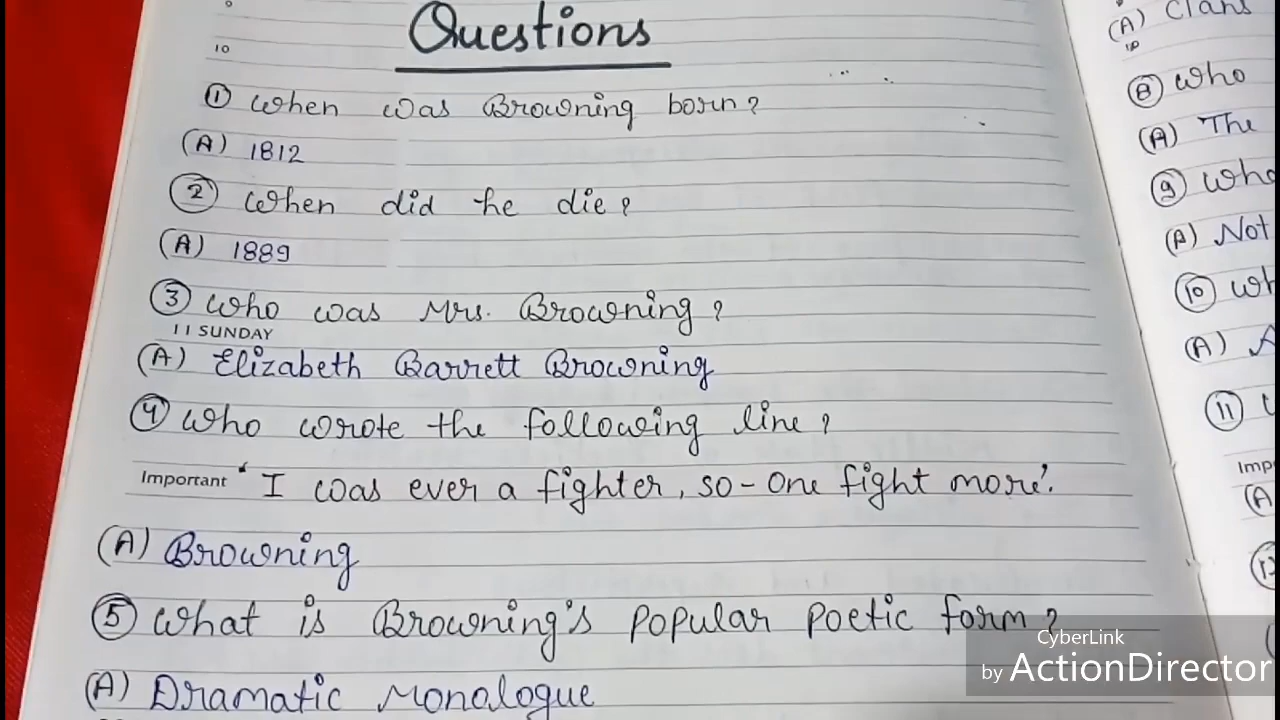 9
10
Questions
① When was Browning born?
(A) 1812
② When did he die?
(A) 1889
③ Who was Mrs. Browning?
11 SUNDAY
(A) Elizabeth Barrett Browning
④ Who wrote the following line?
Important ‘I was ever a fighter, so - one fight more’.
(A) Browning
⑤ What is Browning's popular poetic form?
(A) Dramatic Monologue
(A) Clans
10
⑧ Who
(A) The
⑨ Who
(A) Not
⑩ wh
(A) A
⑪
Imp
(A
CyberLink
by ActionDirector